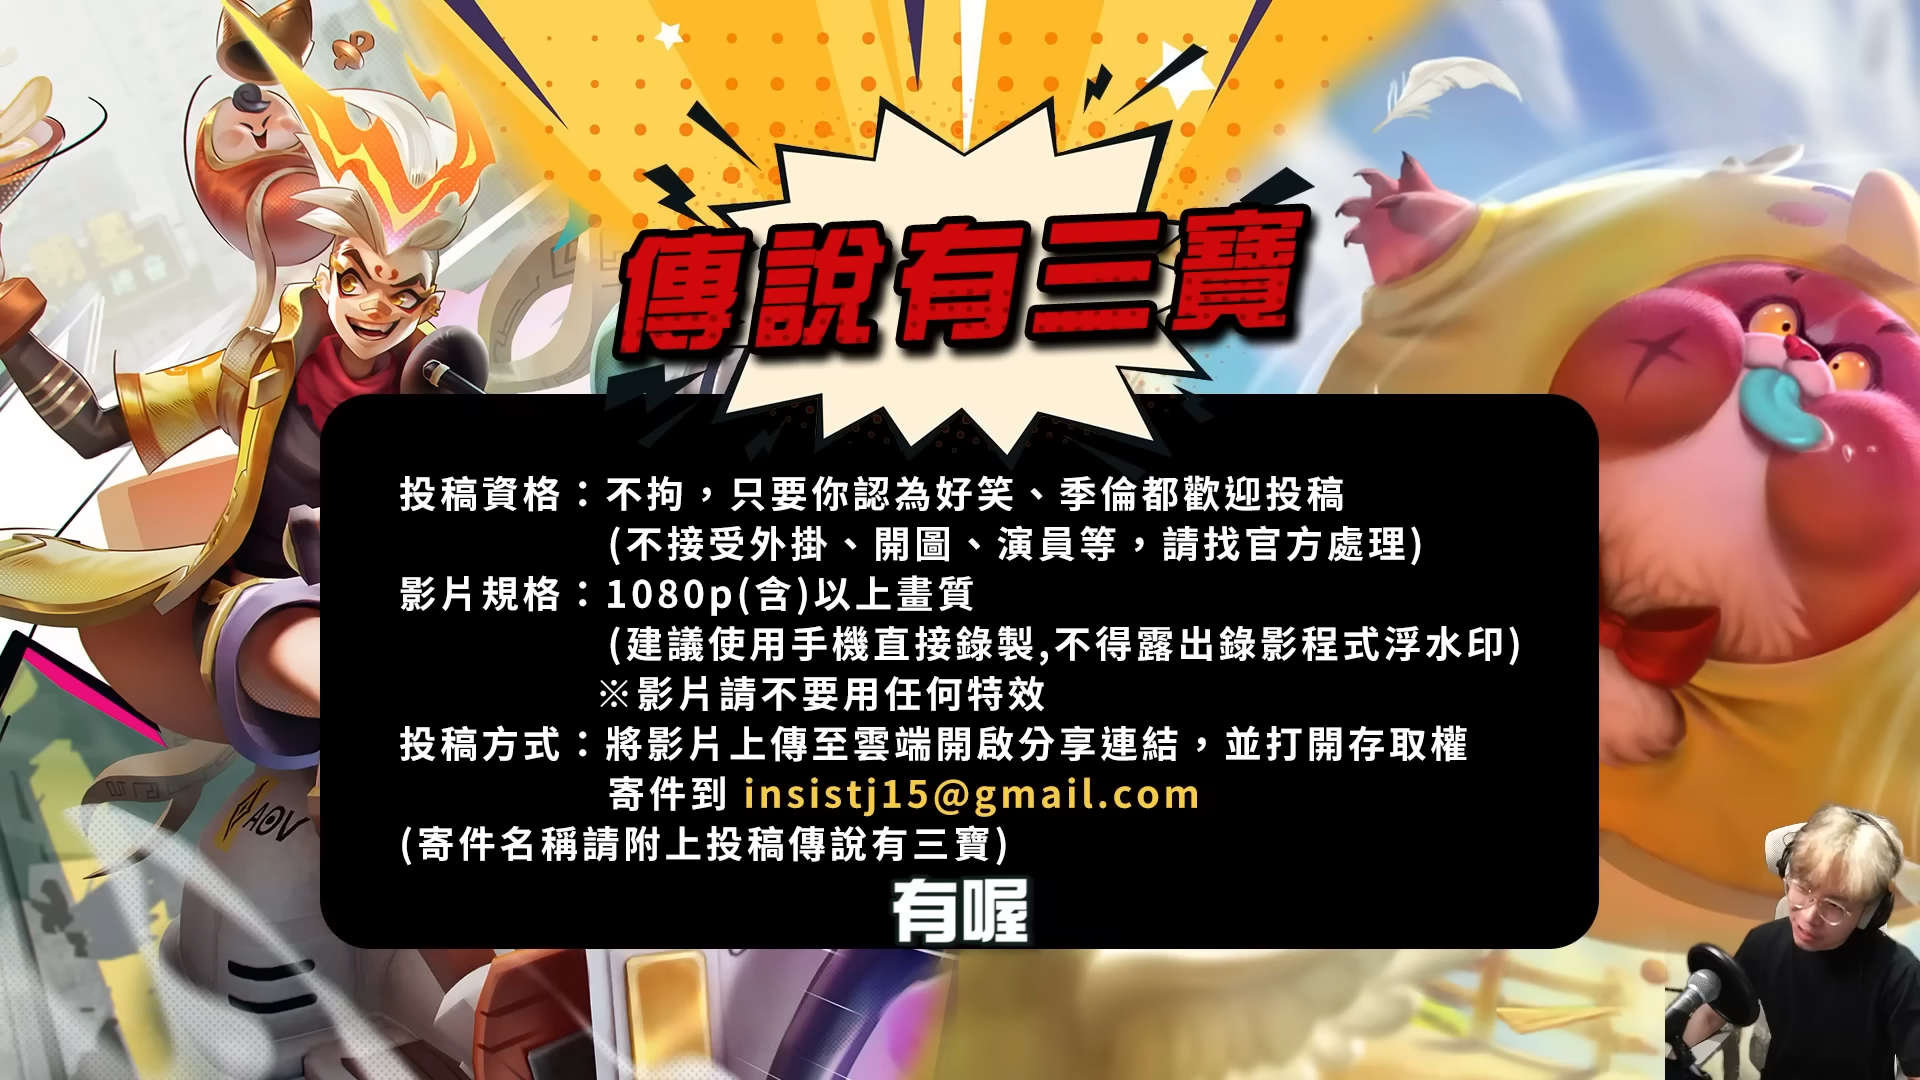 傳說有三寶
投稿資格：不拘，只要你認為好笑、季倫都歡迎投稿
(不接受外掛、開圖、演員等，請找官方處理)
影片規格：1080p(含)以上畫質
(建議使用手機直接錄製,不得露出錄影程式浮水印)
※影片請不要用任何特效
投稿方式：將影片上傳至雲端開啟分享連結，並打開存取權
寄件到 insistj15@gmail.com
(寄件名稱請附上投稿傳說有三寶)
有喔
AOV